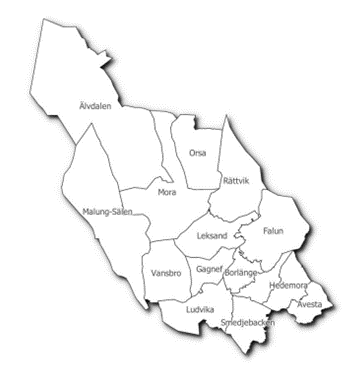 Älvdalen
Orsa
Rättvik
Mora
Malung-Sälen
Falun
Leksand
Gagnef
Borlänge
Vansbro
Hedemora
Avesta
Ludvika
Smedjebacken